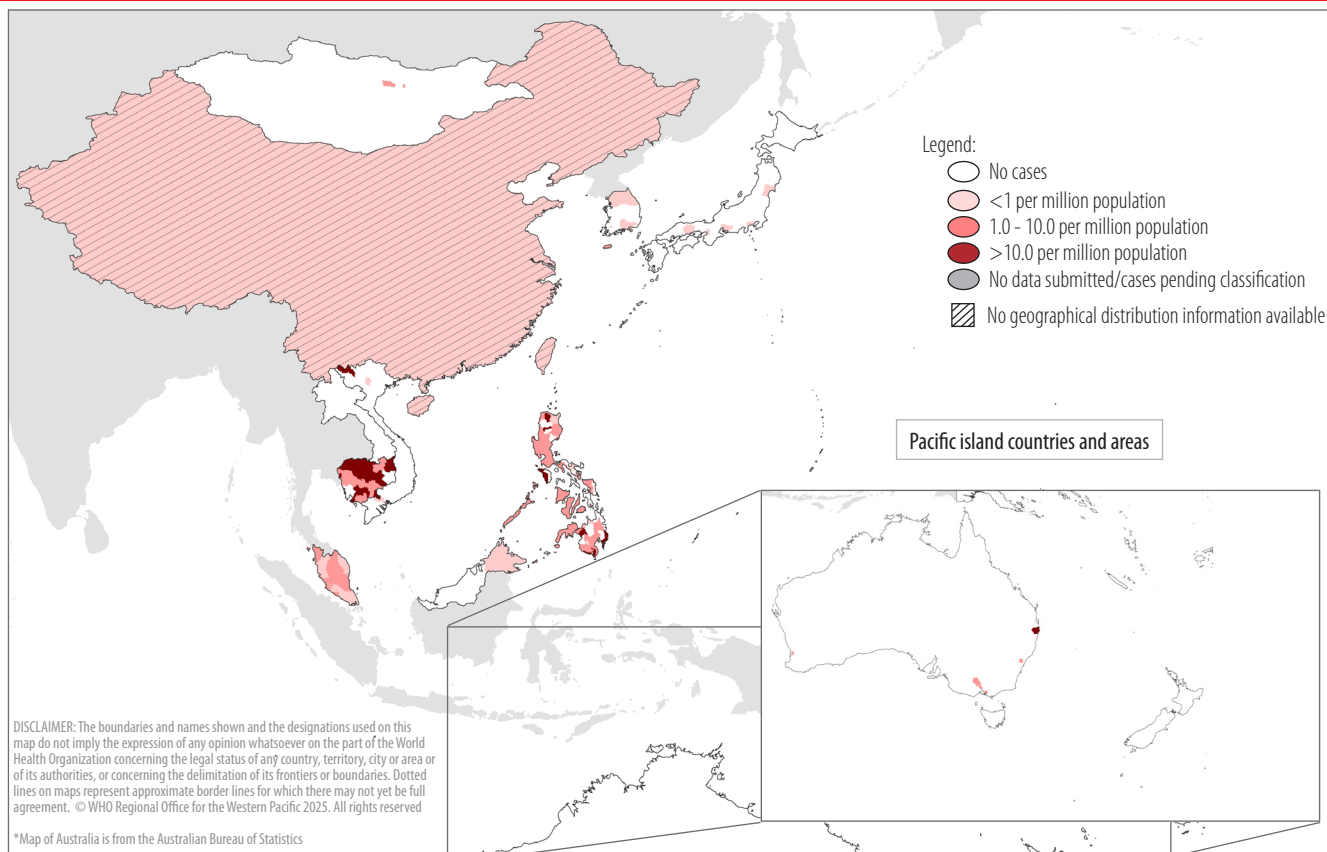 Legend:
No cases
<1 per million population
1.0 - 10.0 per million population
>10.0 per million population
No data submitted/cases pending classification
No geographical distribution information available
Pacific island countries and areas
DISCLAIMER: The boundaries and names shown and the designations used on this
map do not imply the expression of any opinion whatsoever on the part of the World
Health Organization concerning the legal status of any country, territory, city or area or
of its authorities, or concerning the delimitation of its frontiers or boundaries. Dotted
lines on maps represent approximate border lines for which there may not yet be full
agreement. © WHO Regional Office for the Western Pacific 2025. All rights reserved
*Map of Australia is from the Australian Bureau of Statistics